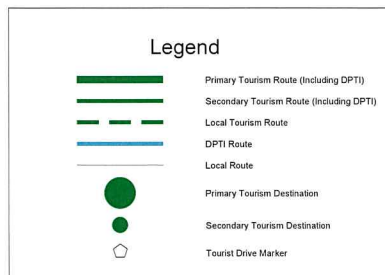 Legend
Primary Tourism Route (Including DPTI)
Secondary Tourism Route (Including DPTI)
Local Tourism Route
DPTI Route
Local Route
Primary Tourism Destination
Secondary Tourism Destination
Tourist Drive Marker